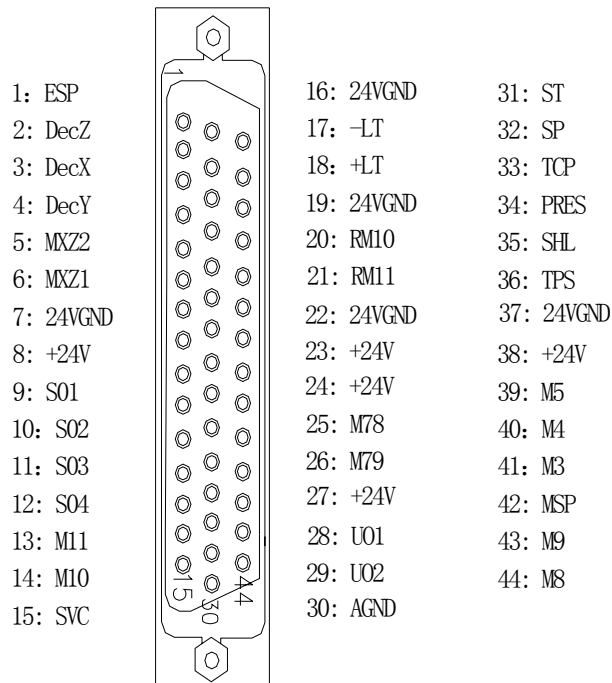 1: ESP
2: DecZ
3: DecX
4: DecY
5: MXZ2
6: MXZ1
7: 24VGND
8: +24V
9: S01
10: S02
11: S03
12: S04
13: M11
14: M10
15: SVC
1
15
30
44
16: 24VGND
17: -LT
18: +LT
19: 24VGND
20: RM10
21: RM11
22: 24VGND
23: +24V
24: +24V
25: M78
26: M79
27: +24V
28: UO1
29: UO2
30: AGND
31: ST
32: SP
33: TCP
34: PRES
35: SHL
36: TPS
37: 24VGND
38: +24V
39: M5
40: M4
41: M3
42: MSP
43: M9
44: M8